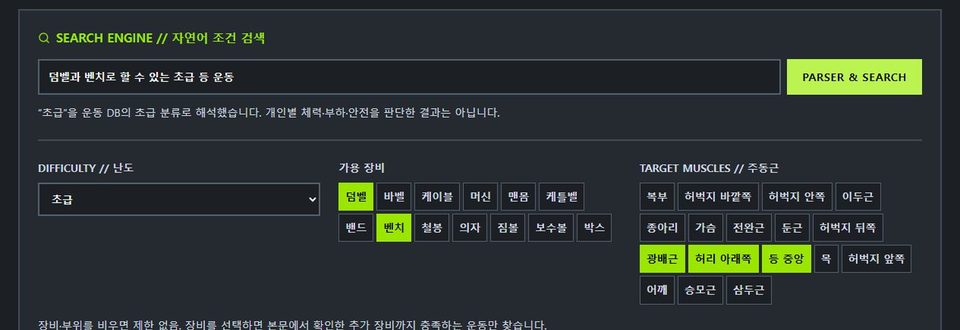 SEARCH ENGINE // 자연어 조건 검색
덤벨과 벤치로 할 수 있는 초급 등 운동
PARSER & SEARCH
"초급"을 운동 DB의 초급 분류로 해석했습니다. 개인별 체력·부하·안전을 판단한 결과는 아닙니다.
DIFFICULTY // 난도
초급
가용 장비
덤벨 바벨 케이블 머신 맨몸 케틀벨
밴드 벤치 철봉 의자 짐볼 보수볼 박스
TARGET MUSCLES // 주동근
복부 허벅지 바깥쪽 허벅지 안쪽 이두근
종아리 가슴 전완근 둔근 허벅지 뒤쪽
광배근 허리 아래쪽 등 중앙 목 허벅지 앞쪽
어깨 승모근 삼두근
장비·부위를 비우면 제한 없음. 장비를 선택하면 본문에서 확인한 추가 장비까지 충족하는 운동만 찾습니다.